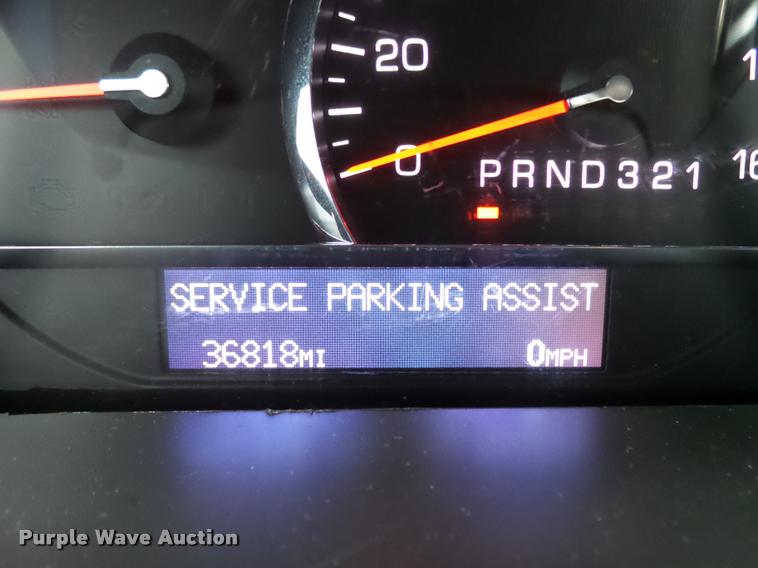 20
0
PRND321
SERVICE PARKING ASSIST
36818MI 0MPH
Purple Wave Auction